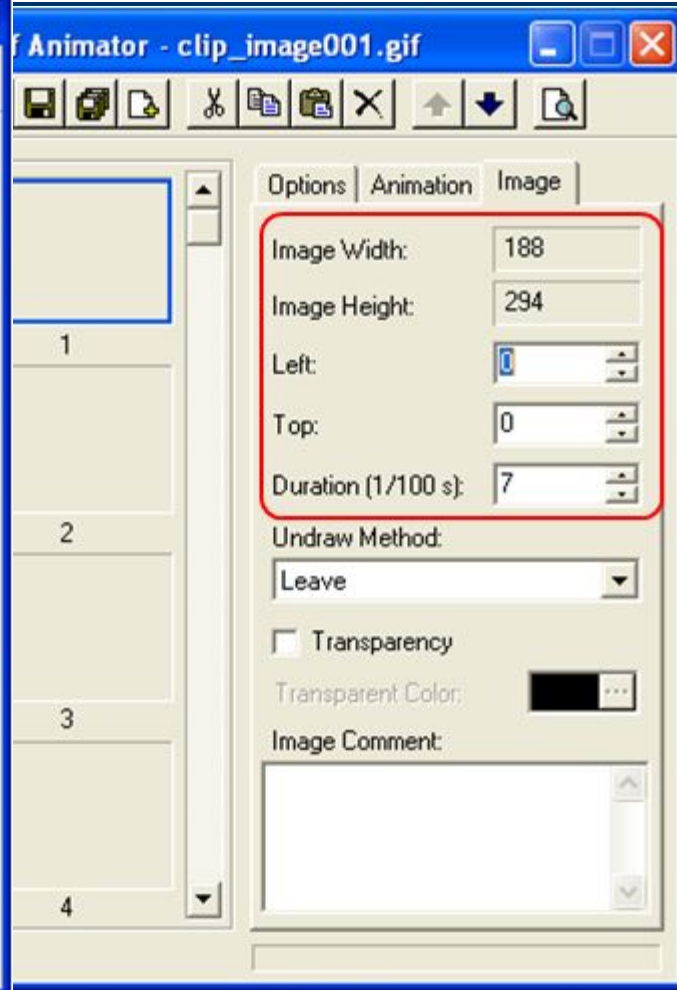 f Animator - clip_image001.gif
Options Animation Image
Image Width: 188
Image Height: 294
1
Left: 0
Top: 0
Duration (1/100 s): 7
2
Undraw Method:
Leave
Transparency
Transparent Color: ...
3
Image Comment:
4